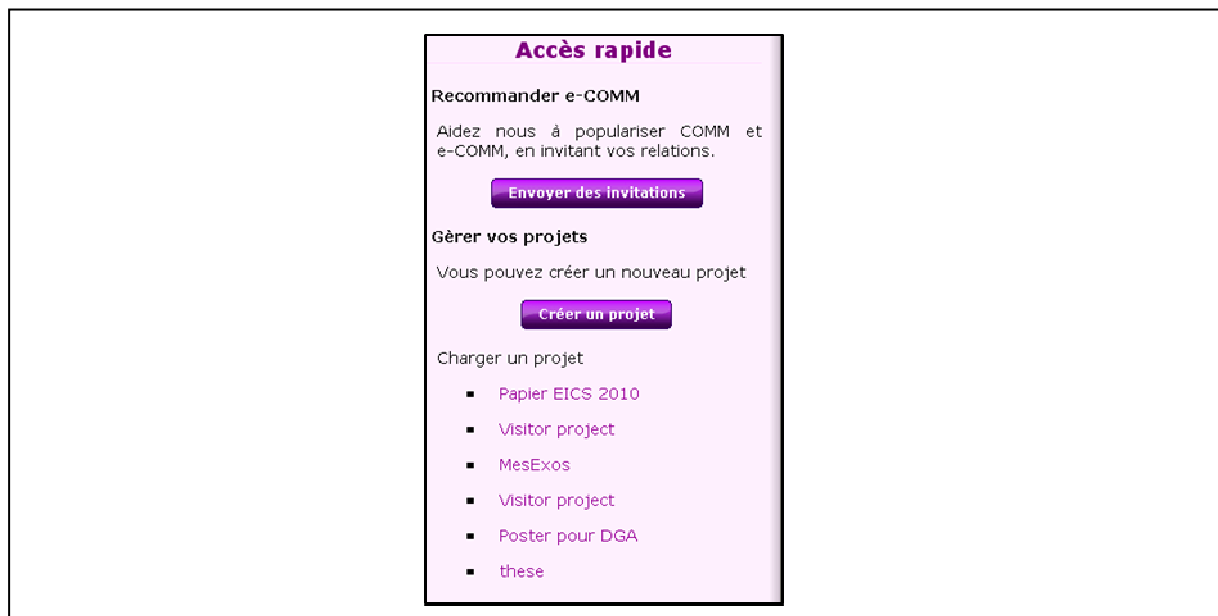 Accès rapide
Recommander e-COMM
Aidez nous à populariser COMM et
e-COMM, en invitant vos relations.
Envoyer des invitations
Gèrer vos projets
Vous pouvez créer un nouveau projet
Créer un projet
Charger un projet
▪ Papier EICS 2010
▪ Visitor project
▪ MesExos
▪ Visitor project
▪ Poster pour DGA
▪ these